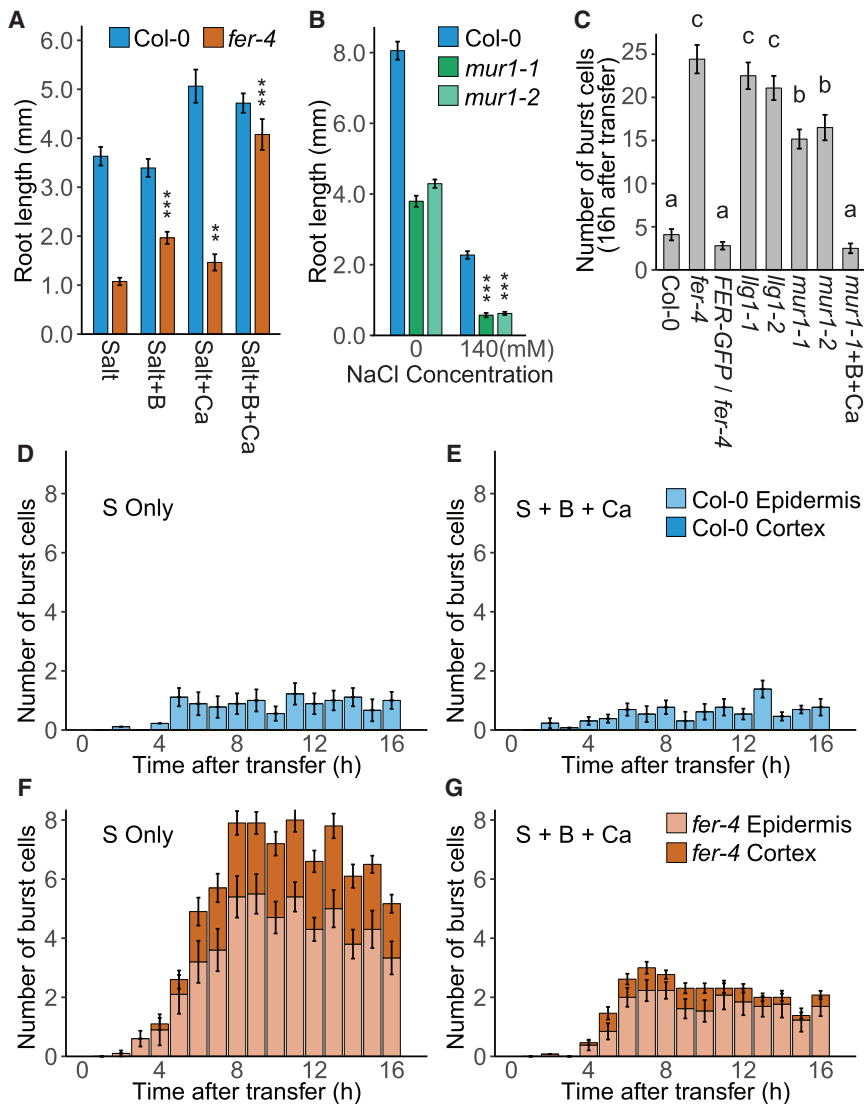 A
Col-0
fer-4
Root length (mm)
6.0
5.0
4.0
3.0
2.0
1.0
0.0
***
**
***
Salt
Salt+B
Salt+Ca
Salt+B+Ca
B
Col-0
mur1-1
mur1-2
Root length (mm)
8.0
6.0
4.0
2.0
0.0
***
***
0
140(mM)
NaCl Concentration
C
Number of burst cells
(16h after transfer)
25
20
15
10
5
0
a
c
a
c
c
b
b
a
Col-0
fer-4
FER-GFP / fer-4
llg1-1
llg1-2
mur1-1
mur1-2
mur1-1+B+Ca
D
S Only
Number of burst cells
8
6
4
2
0
0
4
8
12
16
Time after transfer (h)
E
S + B + Ca
Col-0 Epidermis
Col-0 Cortex
Number of burst cells
8
6
4
2
0
0
4
8
12
16
Time after transfer (h)
F
S Only
Number of burst cells
8
6
4
2
0
0
4
8
12
16
Time after transfer (h)
G
S + B + Ca
fer-4 Epidermis
fer-4 Cortex
Number of burst cells
8
6
4
2
0
0
4
8
12
16
Time after transfer (h)